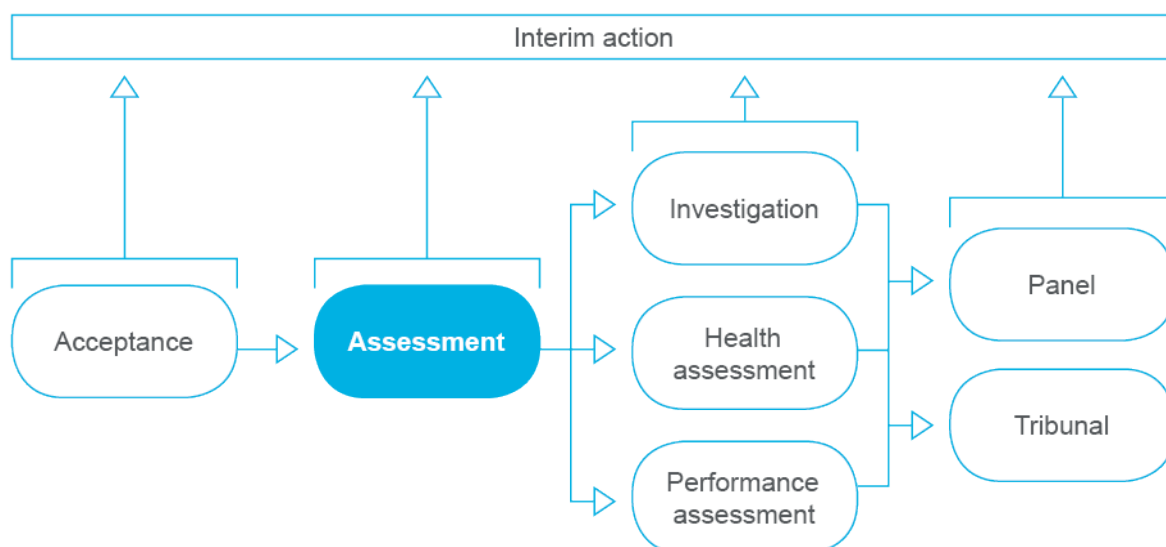 Interim action
Acceptance
Assessment
Investigation
Health
assessment
Performance
assessment
Panel
Tribunal